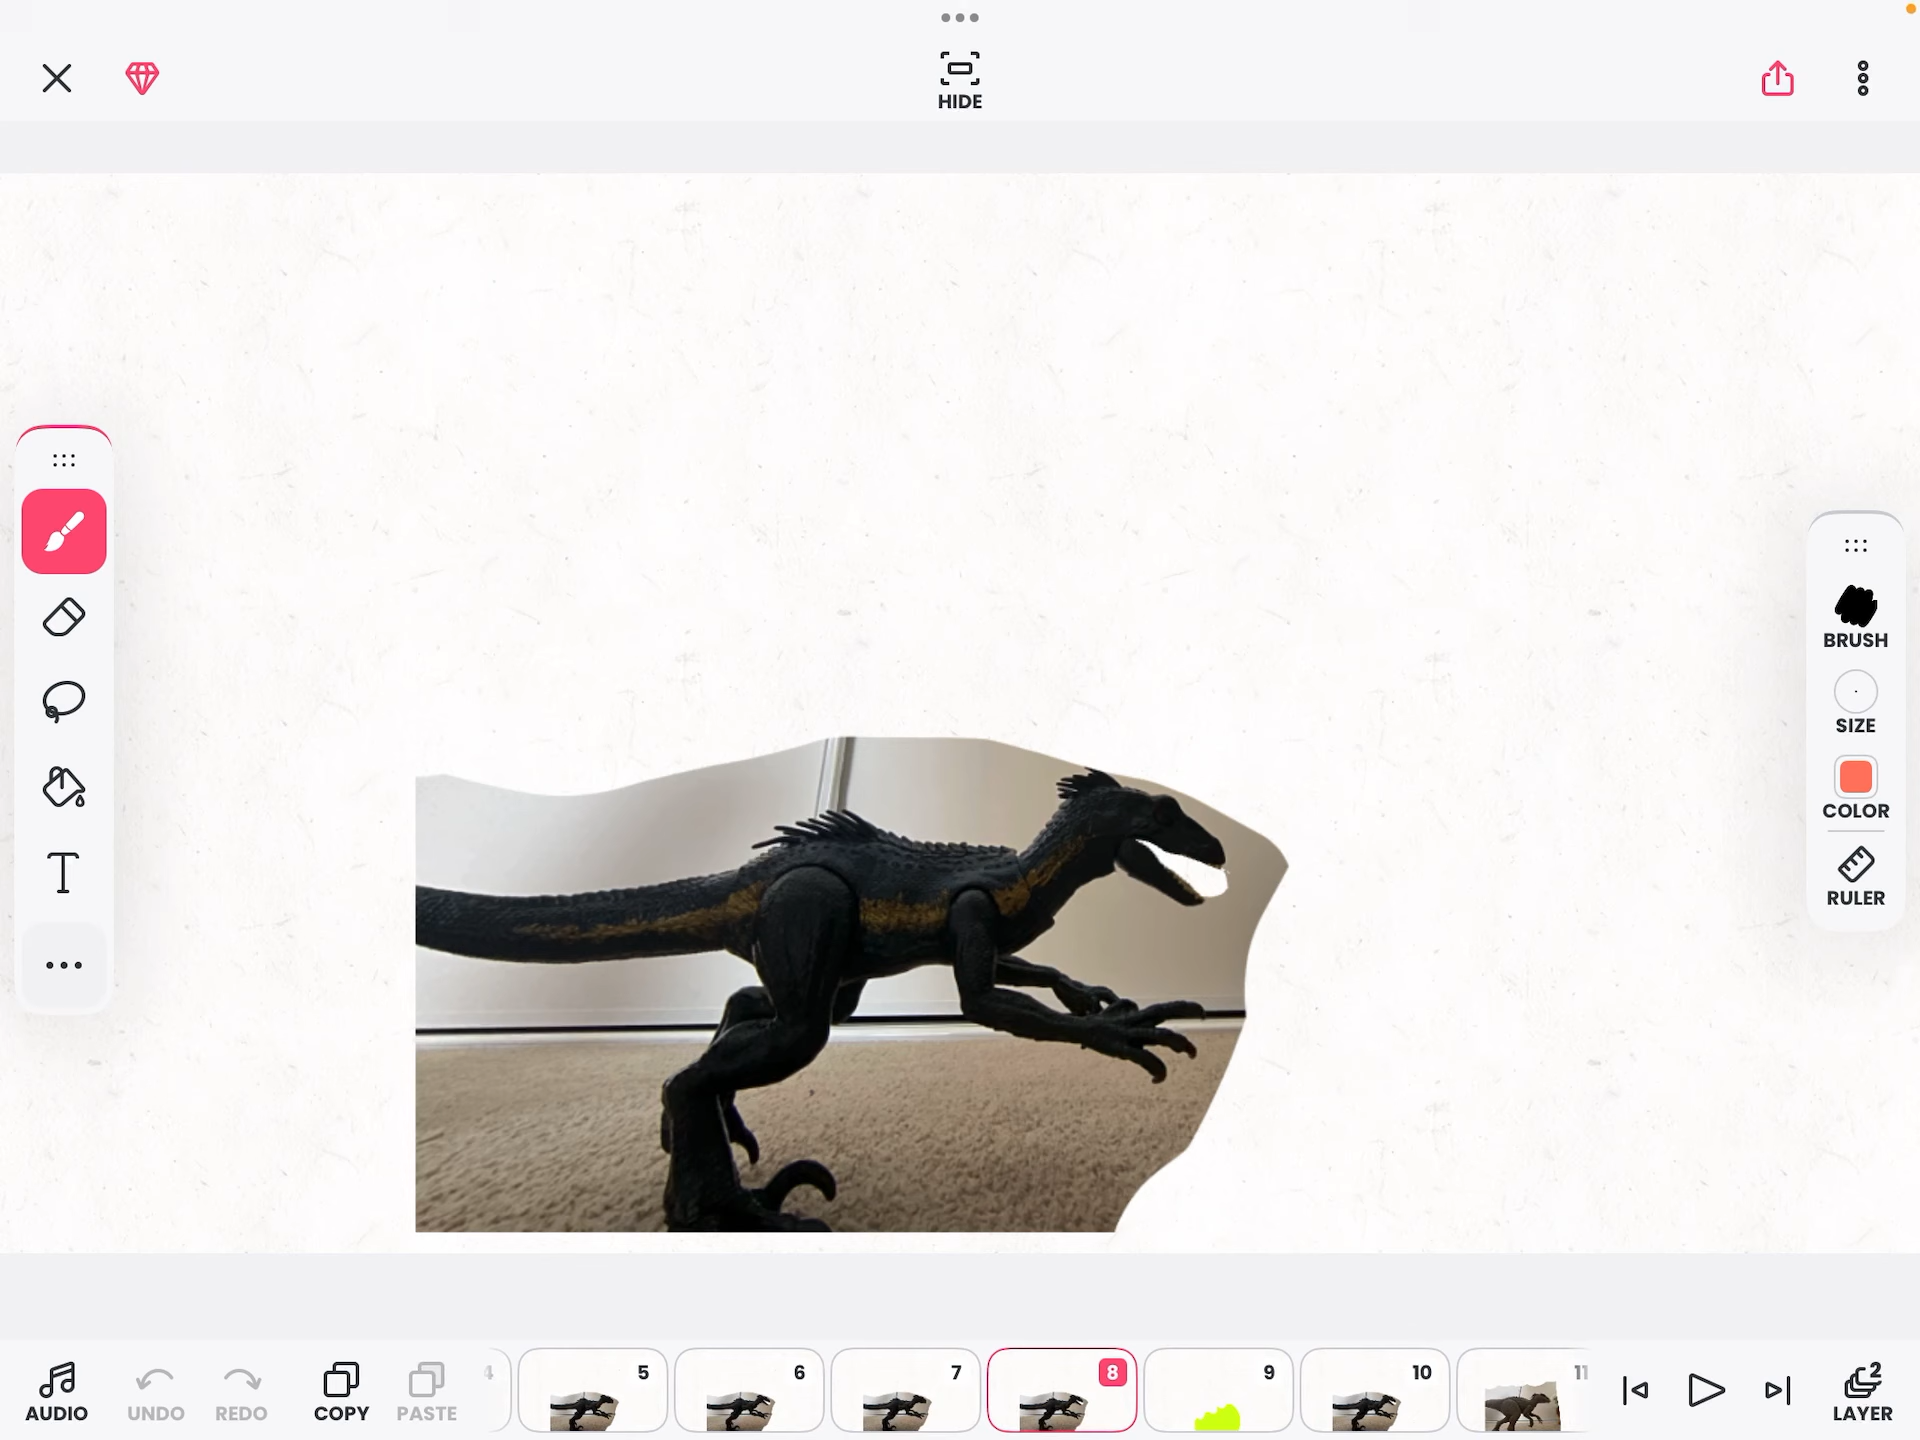 HIDE
BRUSH
SIZE
COLOR
RULER
4 5 6 7 8 9 10 11
AUDIO UNDO REDO COPY PASTE
2
LAYER